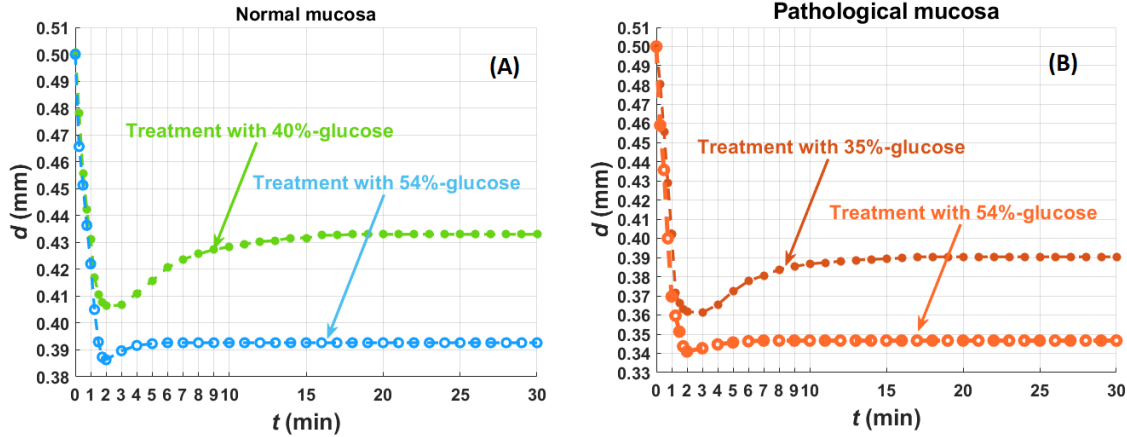 Normal mucosa
0.51
0.50
0.49
0.48
0.47
0.46
0.45
0.44
0.43
0.42
0.41
0.40
0.39
0.38
d (mm)
(A)
Treatment with 40%-glucose
Treatment with 54%-glucose
0 1 2 3 4 5 6 7 8 9 10 15 20 25 30
t (min)
Pathological mucosa
0.51
0.50
0.49
0.48
0.47
0.46
0.45
0.44
0.43
0.42
0.41
0.40
0.39
0.38
0.37
0.36
0.35
0.34
0.33
d (mm)
(B)
Treatment with 35%-glucose
Treatment with 54%-glucose
0 1 2 3 4 5 6 7 8 9 10 15 20 25 30
t (min)